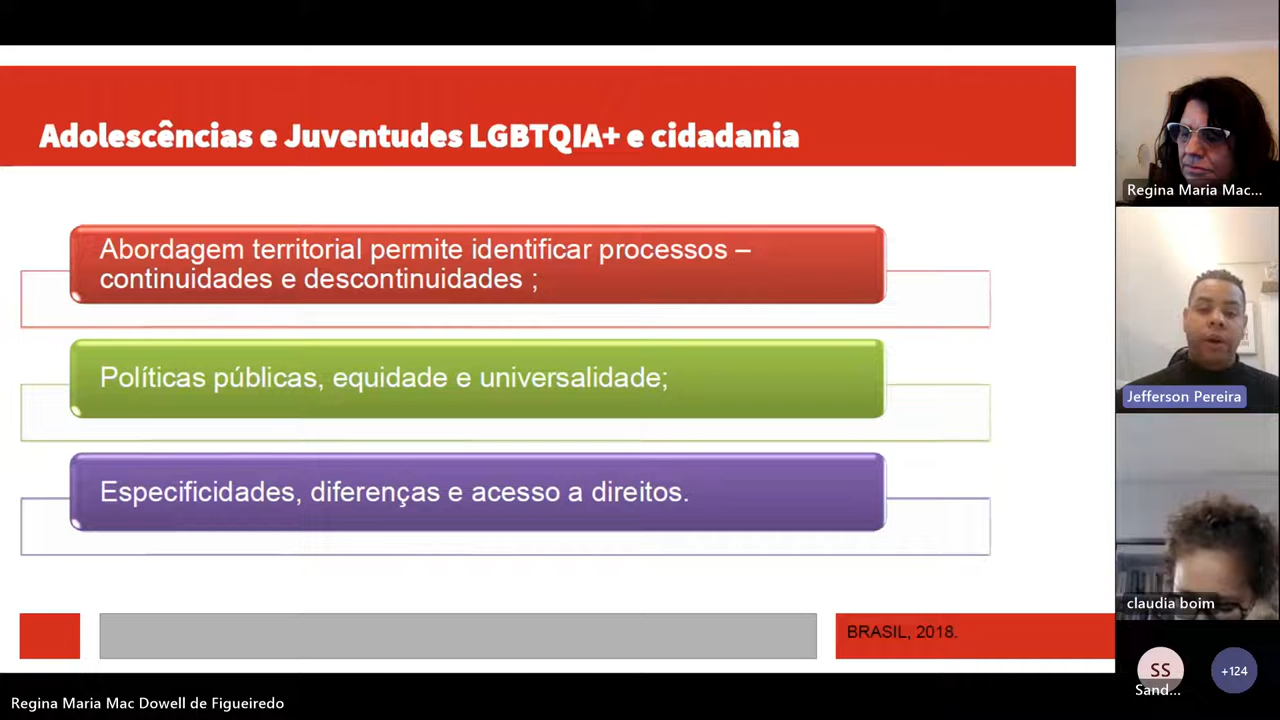 Adolescências e Juventudes LGBTQIA+ e cidadania
Abordagem territorial permite identificar processos –
continuidades e descontinuidades ;
Políticas públicas, equidade e universalidade;
Especificidades, diferenças e acesso a direitos.
BRASIL, 2018.
Regina Maria Mac...
Jefferson Pereira
claudia boim
SS
Sand...
+124
Regina Maria Mac Dowell de Figueiredo